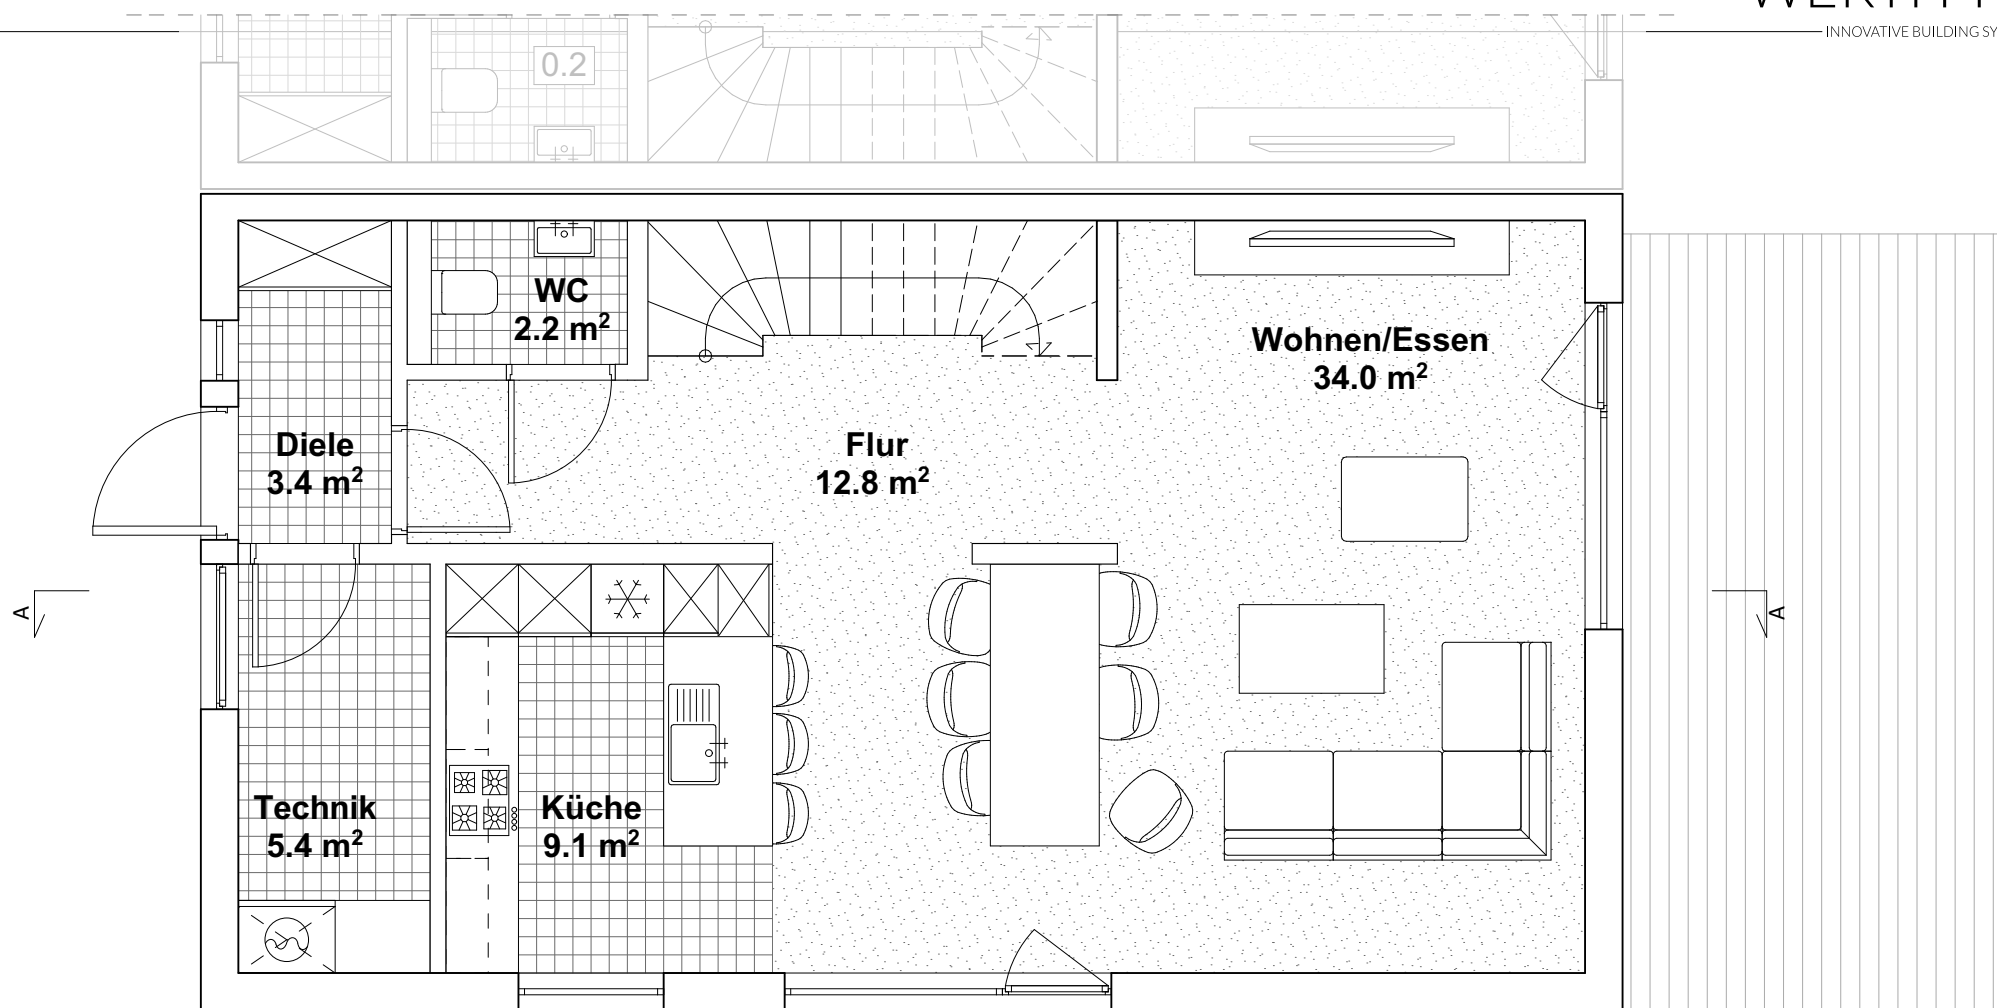 INNOVATIVE BUILDING SY
0.2
WC
2.2 m²
Wohnen/Essen
34.0 m²
Diele
3.4 m²
Flur
12.8 m²
A
A
Technik
5.4 m²
Küche
9.1 m²